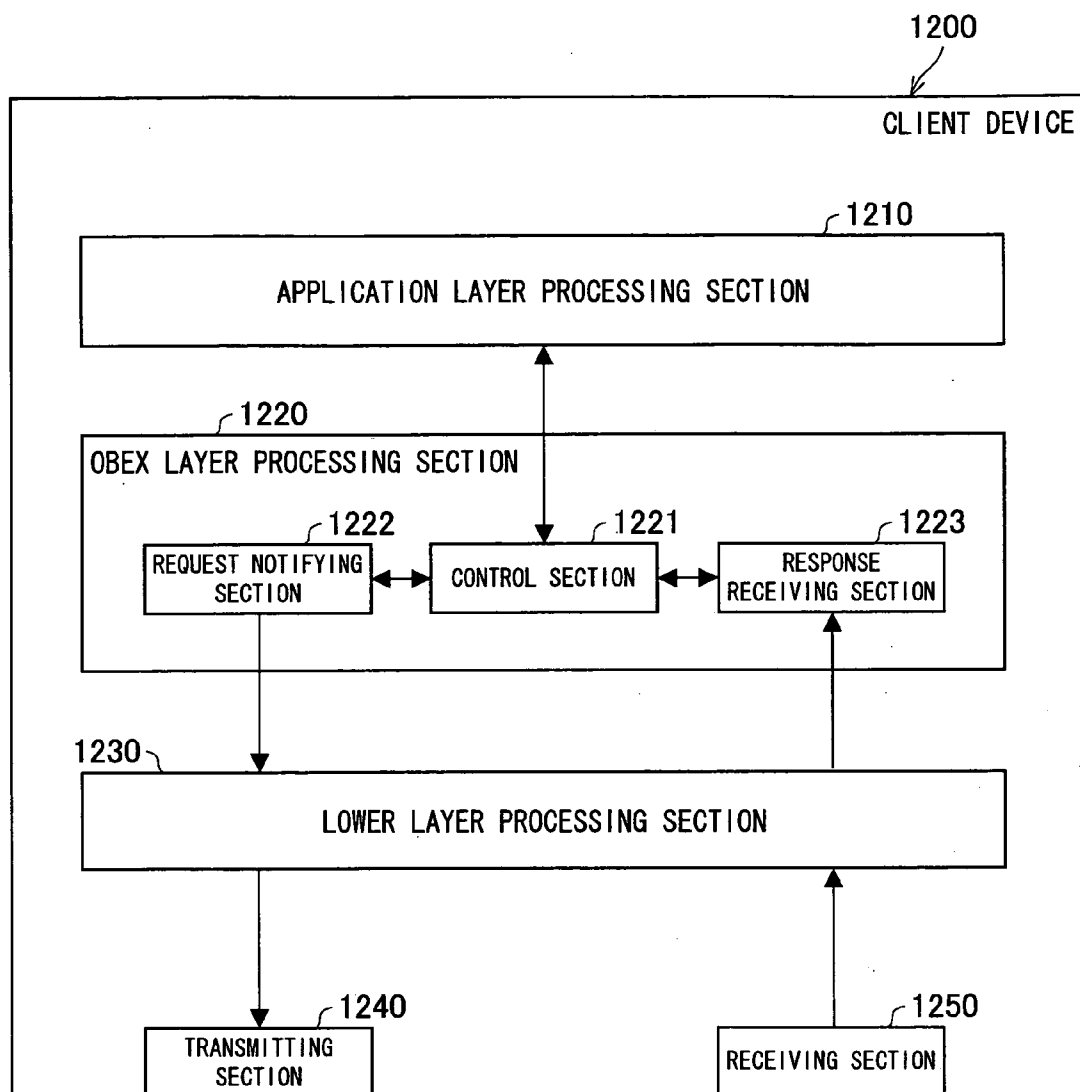 1200
CLIENT DEVICE
1210
APPLICATION LAYER PROCESSING SECTION
1220
OBEX LAYER PROCESSING SECTION
1222
1221
1223
REQUEST NOTIFYING
SECTION
CONTROL SECTION
RESPONSE
RECEIVING SECTION
1230
LOWER LAYER PROCESSING SECTION
1240
1250
TRANSMITTING
SECTION
RECEIVING SECTION